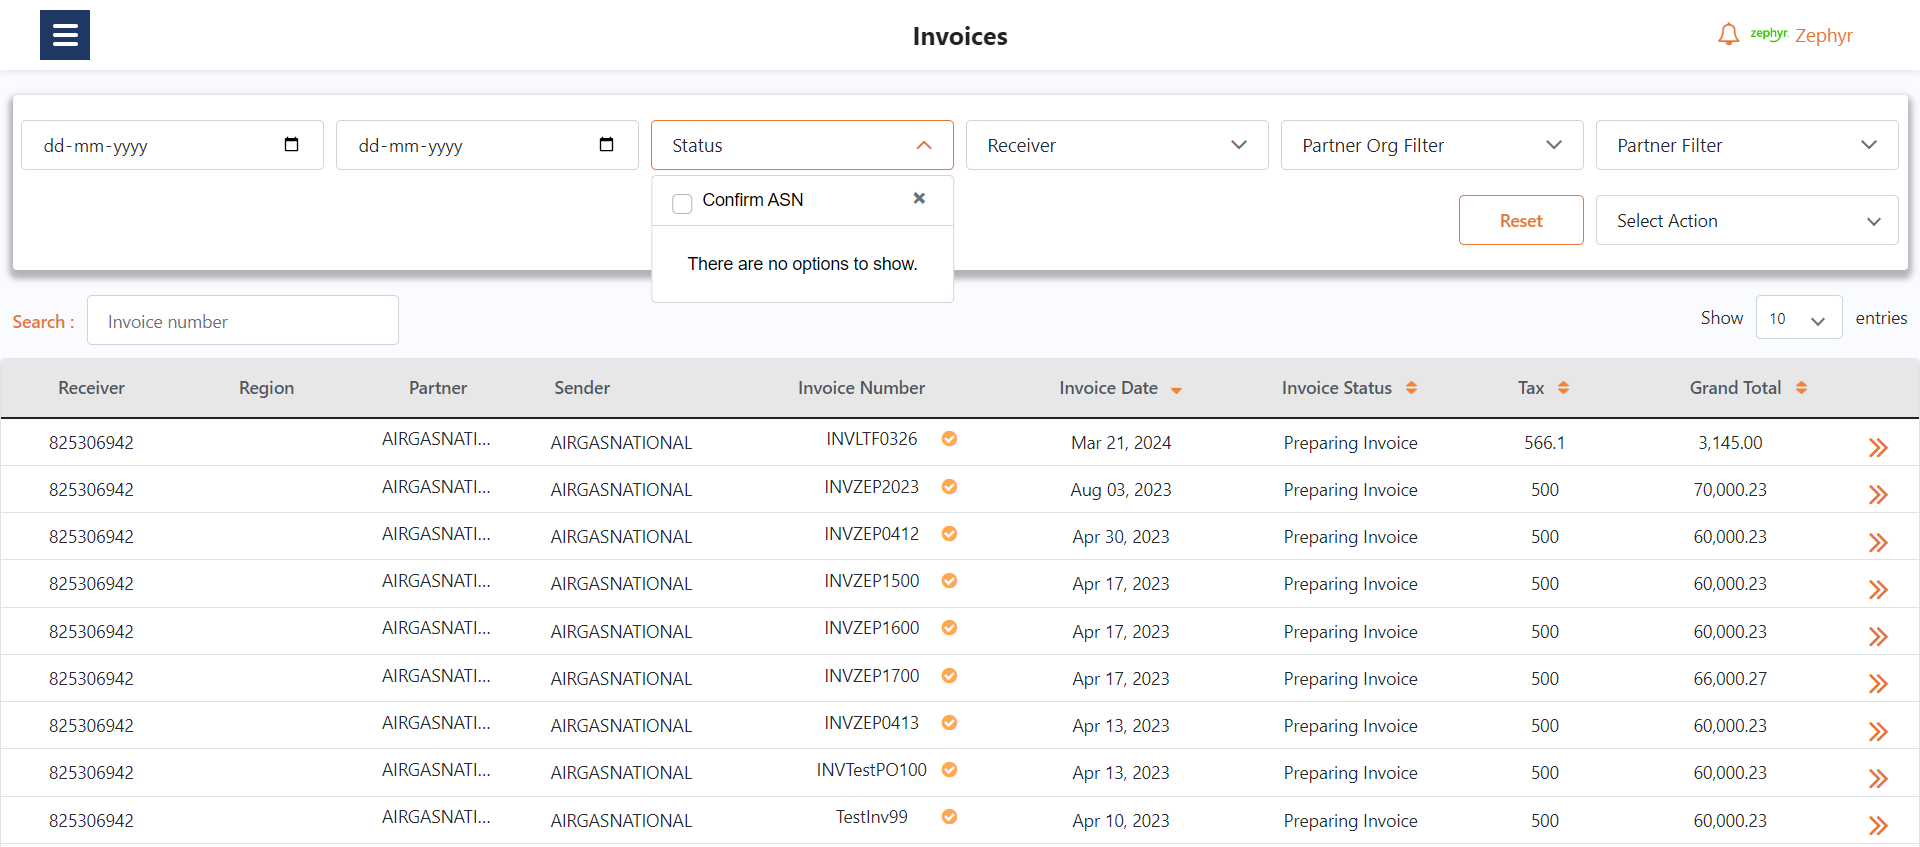 Invoices
zephyr Zephyr
dd-mm-yyyy dd-mm-yyyy Status Receiver Partner Org Filter Partner Filter
Confirm ASN
Reset Select Action
There are no options to show.
Search : Invoice number Show 10 entries
Receiver Region Partner Sender Invoice Number Invoice Date Invoice Status Tax Grand Total
825306942 AIRGASNATI... AIRGASNATIONAL INVLTF0326 Mar 21, 2024 Preparing Invoice 566.1 3,145.00
825306942 AIRGASNATI... AIRGASNATIONAL INVZEP2023 Aug 03, 2023 Preparing Invoice 500 70,000.23
825306942 AIRGASNATI... AIRGASNATIONAL INVZEP0412 Apr 30, 2023 Preparing Invoice 500 60,000.23
825306942 AIRGASNATI... AIRGASNATIONAL INVZEP1500 Apr 17, 2023 Preparing Invoice 500 60,000.23
825306942 AIRGASNATI... AIRGASNATIONAL INVZEP1600 Apr 17, 2023 Preparing Invoice 500 60,000.23
825306942 AIRGASNATI... AIRGASNATIONAL INVZEP1700 Apr 17, 2023 Preparing Invoice 500 66,000.27
825306942 AIRGASNATI... AIRGASNATIONAL INVZEP0413 Apr 13, 2023 Preparing Invoice 500 60,000.23
825306942 AIRGASNATI... AIRGASNATIONAL INVTestPO100 Apr 13, 2023 Preparing Invoice 500 60,000.23
825306942 AIRGASNATI... AIRGASNATIONAL TestInv99 Apr 10, 2023 Preparing Invoice 500 60,000.23